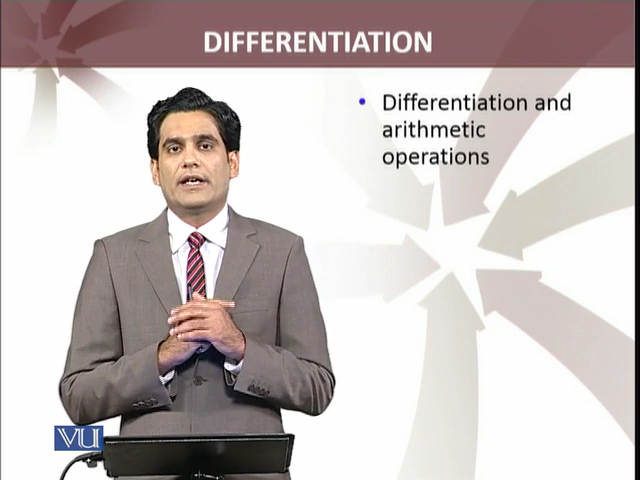 DIFFERENTIATION
• Differentiation and
arithmetic
operations
VU